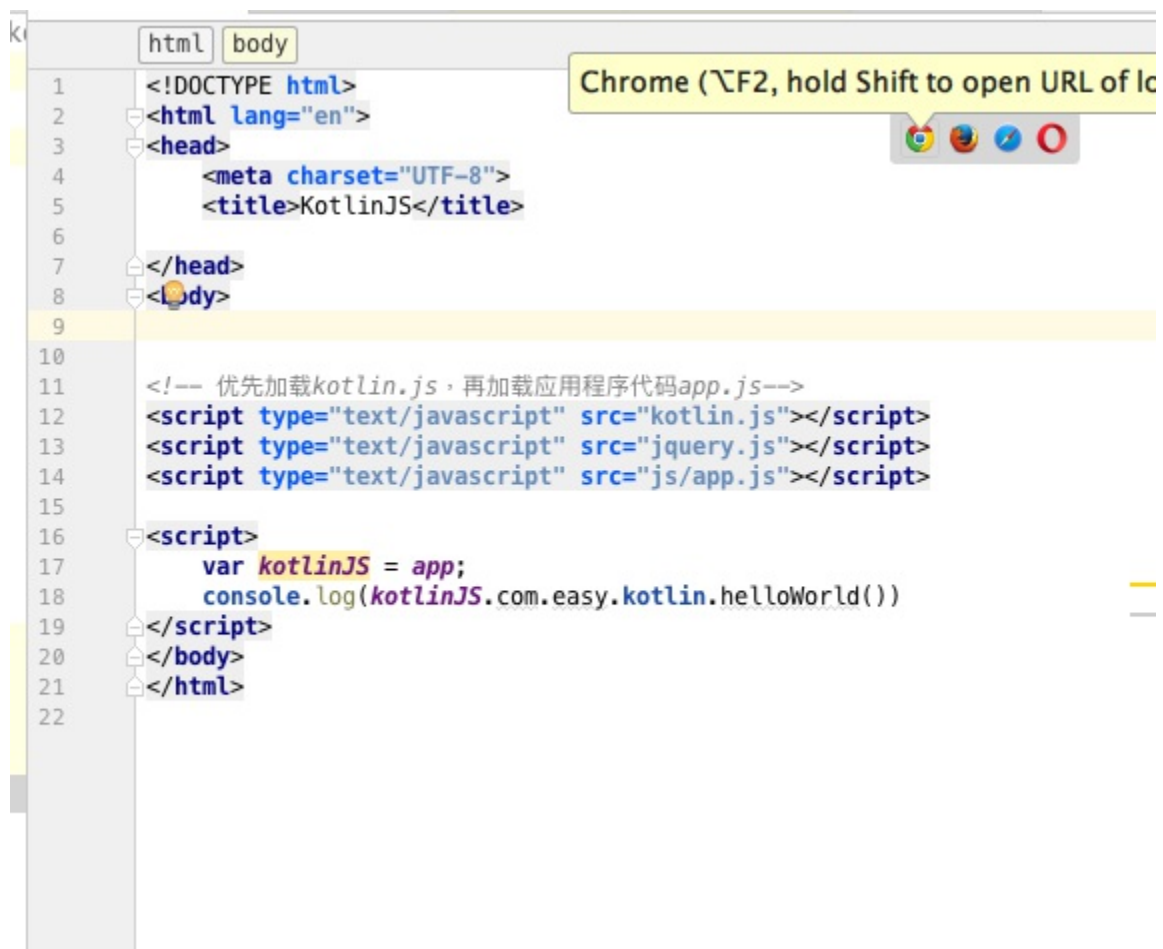 html body
Chrome (⌥F2, hold Shift to open URL of lo
1 <!DOCTYPE html>
2 <html lang="en">
3 <head>
4     <meta charset="UTF-8">
5     <title>KotlinJS</title>
6
7 </head>
8 <body>
9
10
11 <!-- 优先加载kotlin.js，再加载应用程序代码app.js-->
12 <script type="text/javascript" src="kotlin.js"></script>
13 <script type="text/javascript" src="jquery.js"></script>
14 <script type="text/javascript" src="js/app.js"></script>
15
16 <script>
17     var kotlinJS = app;
18     console.log(kotlinJS.com.easy.kotlin.helloWorld())
19 </script>
20 </body>
21 </html>
22